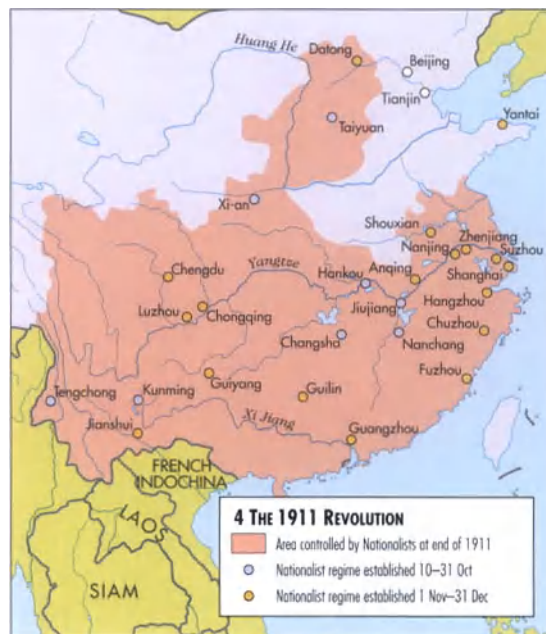 Huang He
Datong
Beijing
Tianjin
Taiyuan
Yantai
Xi-an
Shouxian
Zhenjiang
Nanjing
Suzhou
Yangtze
Hankou
Anqing
Shanghai
Chengdu
Jiujiang
Hangzhou
Luzhou
Chongqing
Changsha
Nanchang
Chuzhou
Fuzhou
Tengchong
Kunming
Guiyang
Guilin
Xi Jiang
Jianshui
Guangzhou
FRENCH
INDOCHINA
LAOS
SIAM
4 THE 1911 REVOLUTION
Area controlled by Nationalists at end of 1911
Nationalist regime established 10–31 Oct
Nationalist regime established 1 Nov–31 Dec